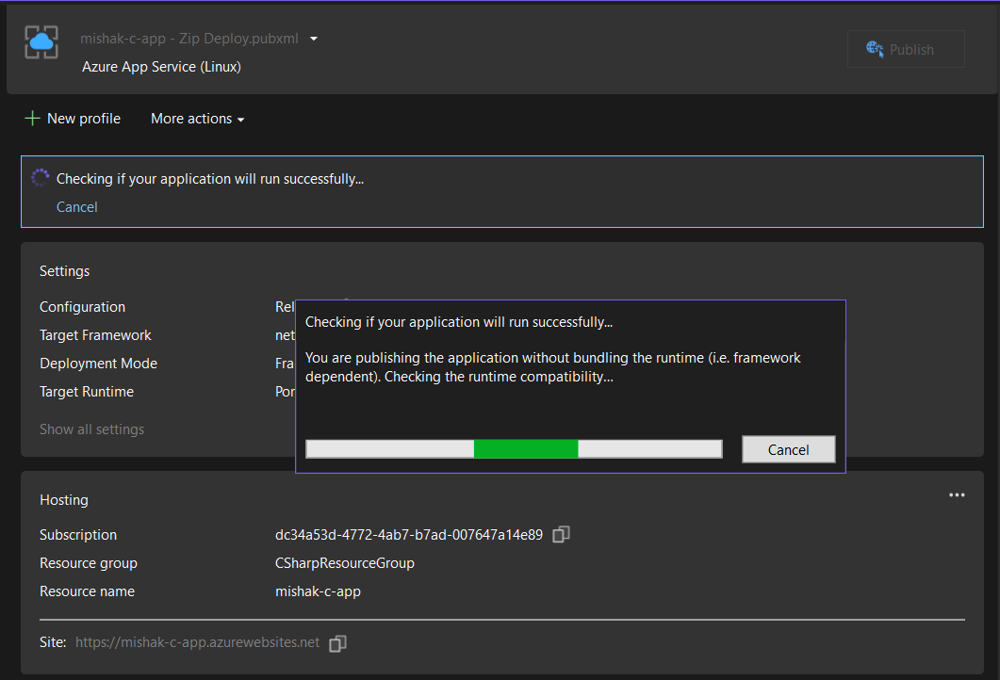 mishak-c-app - Zip Deploy.pubxml
Azure App Service (Linux)
Publish
New profile
More actions
Checking if your application will run successfully...
Cancel
Settings
Configuration
Rel
Target Framework
net
Deployment Mode
Fra
Target Runtime
Por
Show all settings
Checking if your application will run successfully...
You are publishing the application without bundling the runtime (i.e. framework
dependent). Checking the runtime compatibility...
Cancel
Hosting
Subscription
dc34a53d-4772-4ab7-b7ad-007647a14e89
Resource group
CSharpResourceGroup
Resource name
mishak-c-app
Site: https://mishak-c-app.azurewebsites.net